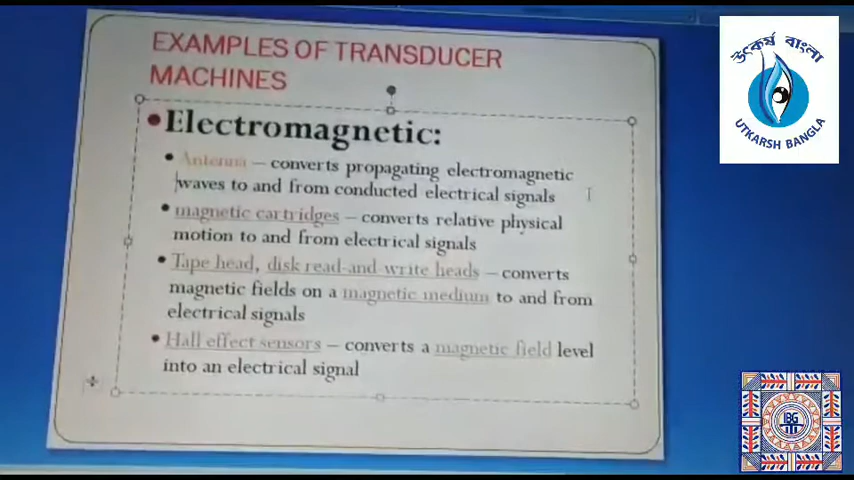 EXAMPLES OF TRANSDUCER
MACHINES
Electromagnetic:
Antenna – converts propagating electromagnetic
waves to and from conducted electrical signals
magnetic cartridges – converts relative physical
motion to and from electrical signals
Tape head, disk read-and-write heads – converts
magnetic fields on a magnetic medium to and from
electrical signals
Hall effect sensors – converts a magnetic field level
into an electrical signal
উৎকর্ষ বাংলা
UTKARSH BANGLA
IBG
ITI